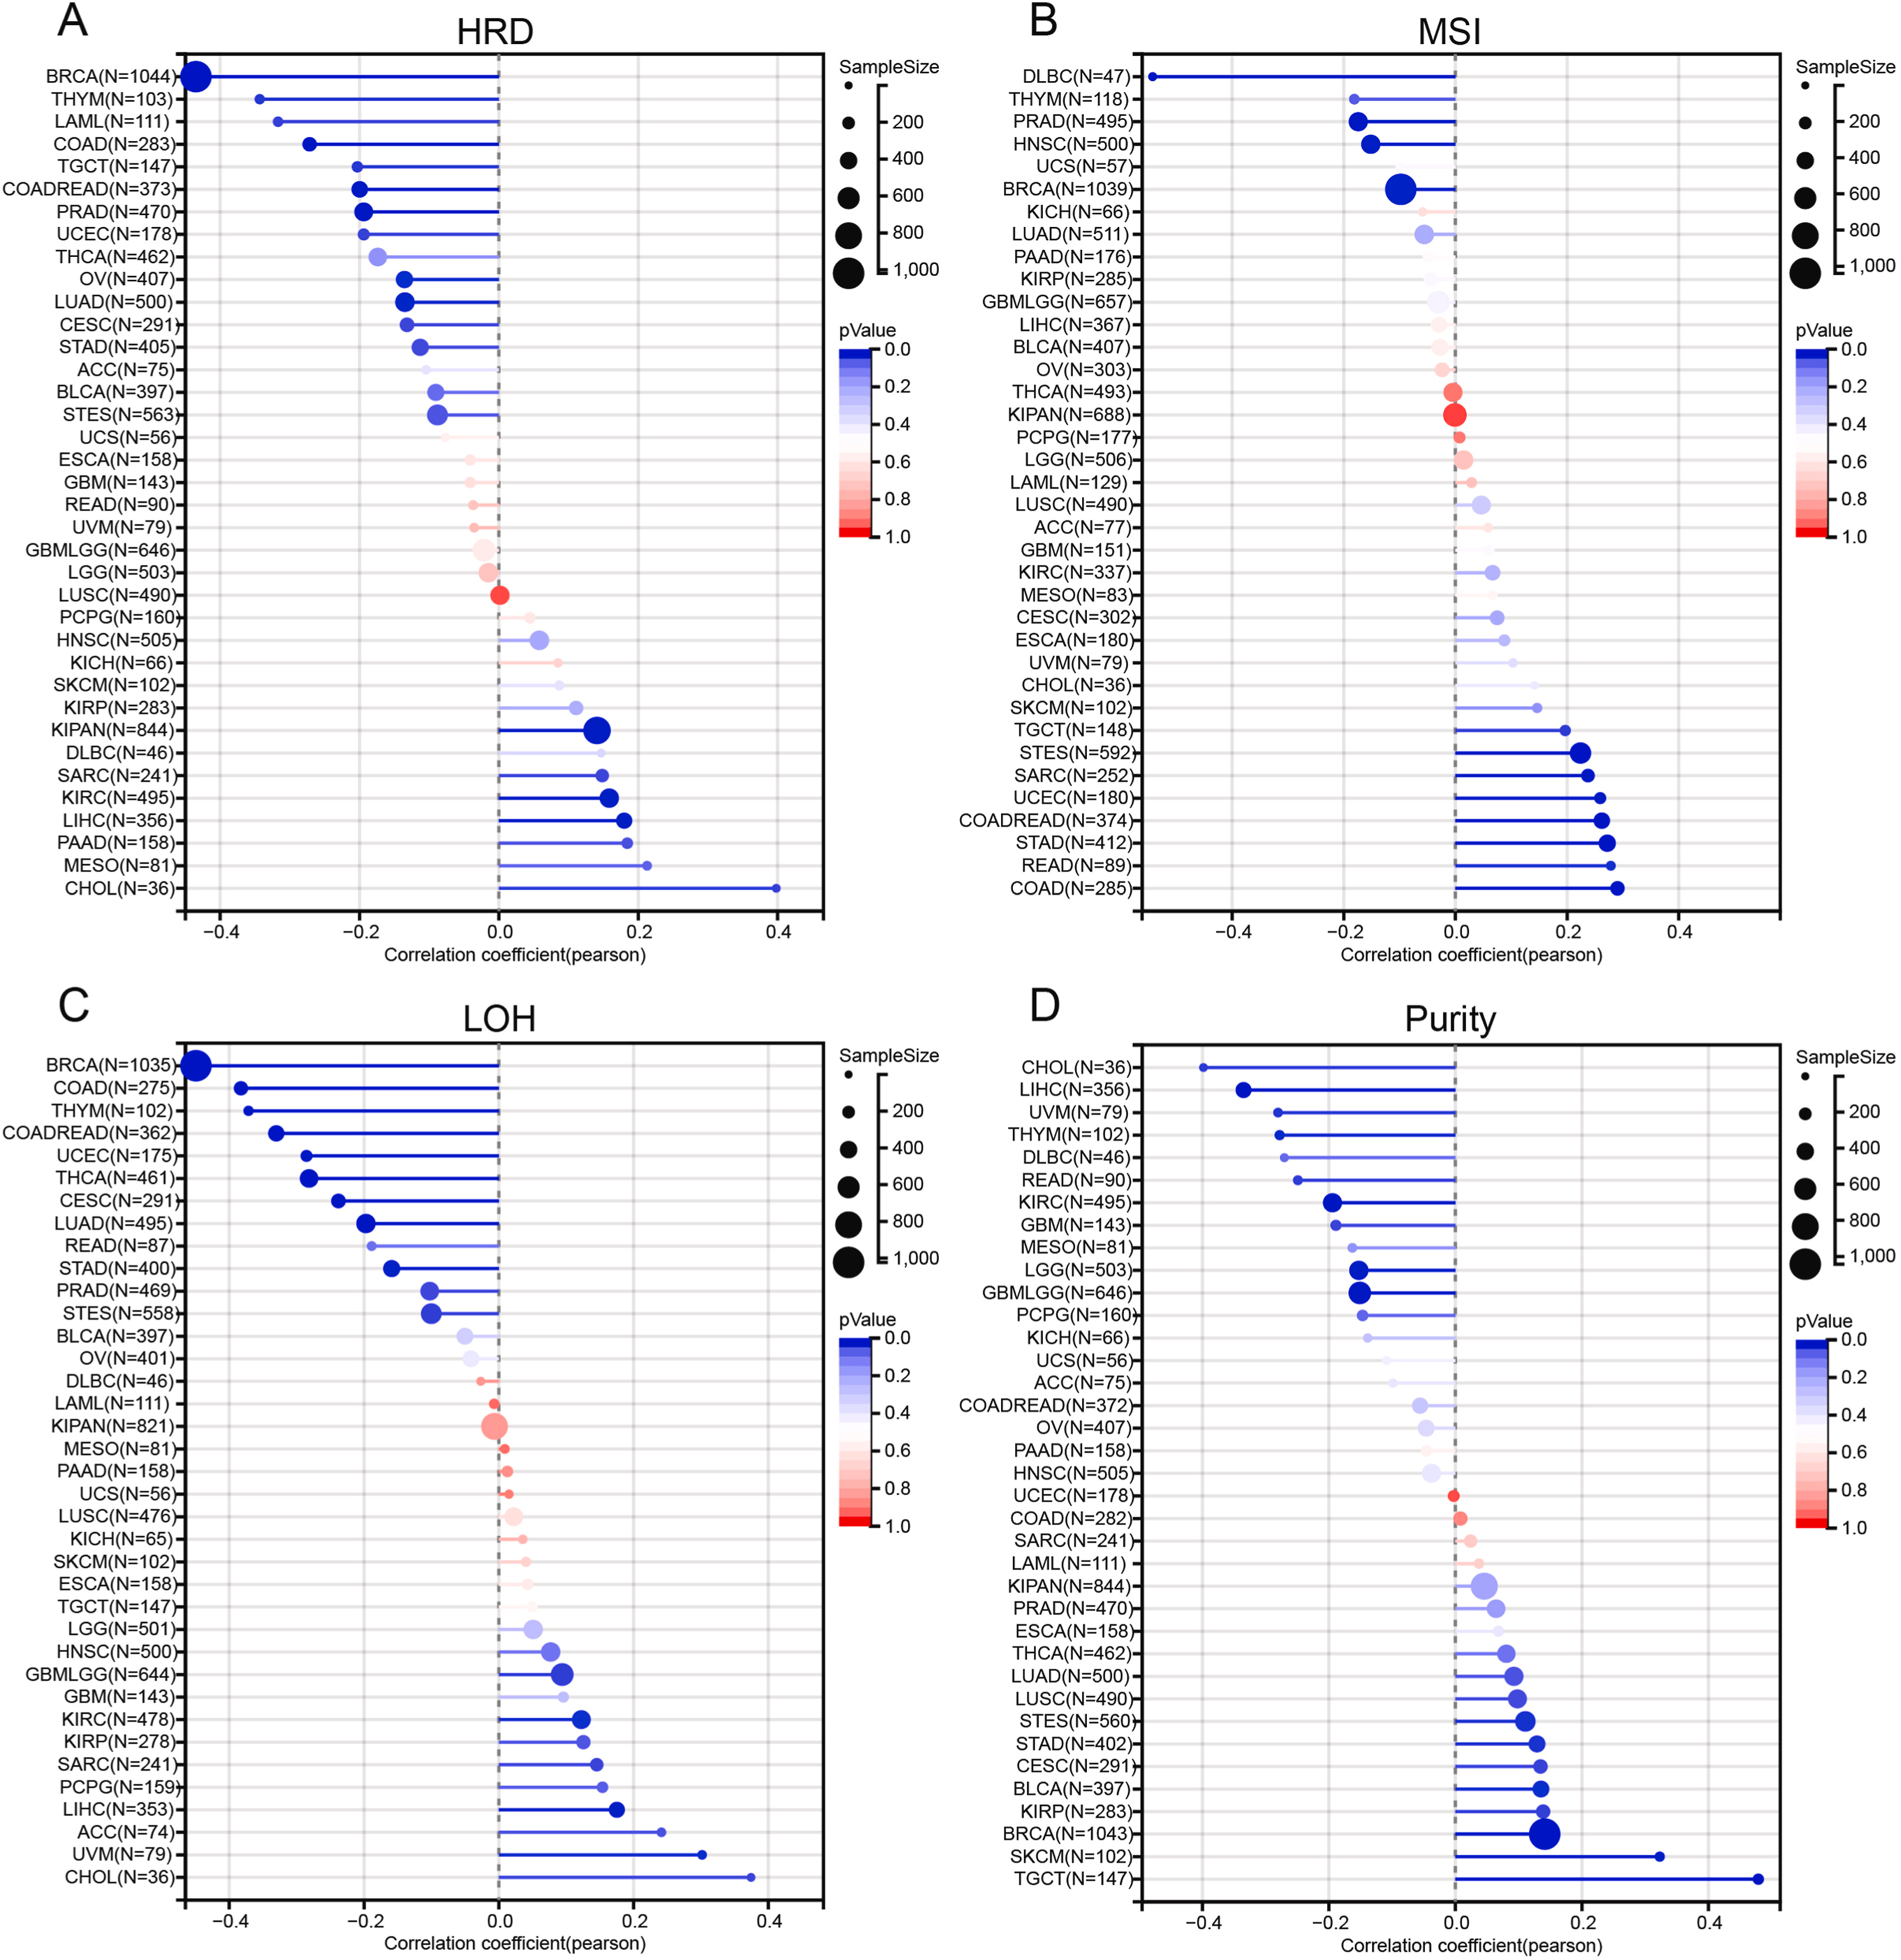 A
HRD
BRCA(N=1044)
THYM(N=103)
LAML(N=111)
COAD(N=283)
TGCT(N=147)
COADREAD(N=373)
PRAD(N=470)
UCEC(N=178)
THCA(N=462)
OV(N=407)
LUAD(N=500)
CESC(N=291)
STAD(N=405)
ACC(N=75)
BLCA(N=397)
STES(N=563)
UCS(N=56)
ESCA(N=158)
GBM(N=143)
READ(N=90)
UVM(N=79)
GBMLGG(N=646)
LGG(N=503)
LUSC(N=490)
PCPG(N=160)
HNSC(N=505)
KICH(N=66)
SKCM(N=102)
KIRP(N=283)
KIPAN(N=844)
DLBC(N=46)
SARC(N=241)
KIRC(N=495)
LIHC(N=356)
PAAD(N=158)
MESO(N=81)
CHOL(N=36)
−0.4 −0.2 0.0 0.2 0.4
Correlation coefficient(pearson)
SampleSize
200
400
600
800
1,000
pValue
0.0
0.2
0.4
0.6
0.8
1.0
B
MSI
DLBC(N=47)
THYM(N=118)
PRAD(N=495)
HNSC(N=500)
UCS(N=57)
BRCA(N=1039)
KICH(N=66)
LUAD(N=511)
PAAD(N=176)
KIRP(N=285)
GBMLGG(N=657)
LIHC(N=367)
BLCA(N=407)
OV(N=303)
THCA(N=493)
KIPAN(N=688)
PCPG(N=177)
LGG(N=506)
LAML(N=129)
LUSC(N=490)
ACC(N=77)
GBM(N=151)
KIRC(N=337)
MESO(N=83)
CESC(N=302)
ESCA(N=180)
UVM(N=79)
CHOL(N=36)
SKCM(N=102)
TGCT(N=148)
STES(N=592)
SARC(N=252)
UCEC(N=180)
COADREAD(N=374)
STAD(N=412)
READ(N=89)
COAD(N=285)
−0.4 −0.2 0.0 0.2 0.4
Correlation coefficient(pearson)
SampleSize
200
400
600
800
1,000
pValue
0.0
0.2
0.4
0.6
0.8
1.0
C
LOH
BRCA(N=1035)
COAD(N=275)
THYM(N=102)
COADREAD(N=362)
UCEC(N=175)
THCA(N=461)
CESC(N=291)
LUAD(N=495)
READ(N=87)
STAD(N=400)
PRAD(N=469)
STES(N=558)
BLCA(N=397)
OV(N=401)
DLBC(N=46)
LAML(N=111)
KIPAN(N=821)
MESO(N=81)
PAAD(N=158)
UCS(N=56)
LUSC(N=476)
KICH(N=65)
SKCM(N=102)
ESCA(N=158)
TGCT(N=147)
LGG(N=501)
HNSC(N=500)
GBMLGG(N=644)
GBM(N=143)
KIRC(N=478)
KIRP(N=278)
SARC(N=241)
PCPG(N=159)
LIHC(N=353)
ACC(N=74)
UVM(N=79)
CHOL(N=36)
−0.4 −0.2 0.0 0.2 0.4
Correlation coefficient(pearson)
SampleSize
200
400
600
800
1,000
pValue
0.0
0.2
0.4
0.6
0.8
1.0
D
Purity
CHOL(N=36)
LIHC(N=356)
UVM(N=79)
THYM(N=102)
DLBC(N=46)
READ(N=90)
KIRC(N=495)
GBM(N=143)
MESO(N=81)
LGG(N=503)
GBMLGG(N=646)
PCPG(N=160)
KICH(N=66)
UCS(N=56)
ACC(N=75)
COADREAD(N=372)
OV(N=407)
PAAD(N=158)
HNSC(N=505)
UCEC(N=178)
COAD(N=282)
SARC(N=241)
LAML(N=111)
KIPAN(N=844)
PRAD(N=470)
ESCA(N=158)
THCA(N=462)
LUAD(N=500)
LUSC(N=490)
STES(N=560)
STAD(N=402)
CESC(N=291)
BLCA(N=397)
KIRP(N=283)
BRCA(N=1043)
SKCM(N=102)
TGCT(N=147)
−0.4 −0.2 0.0 0.2 0.4
Correlation coefficient(pearson)
SampleSize
200
400
600
800
1,000
pValue
0.0
0.2
0.4
0.6
0.8
1.0